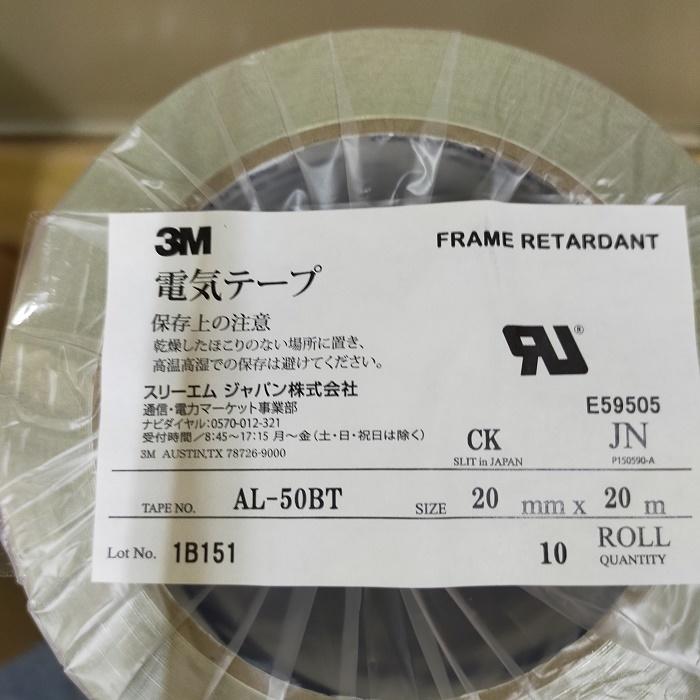 3M
FRAME RETARDANT
電気テープ
保存上の注意
乾燥したほこりのない場所に置き、
高温高湿での保存は避けてください。
RU®
スリーエム ジャパン株式会社
通信・電力マーケット事業部
ナビダイヤル:0570-012-321
受付時間/8:45～17:15 月～金(土・日・祝日は除く)
3M AUSTIN,TX 78726-9000
E59505
CK JN
SLIT in JAPAN P150590-A
TAPE NO. AL-50BT SIZE 20 mm x 20 m
Lot No. 1B151 10 ROLL
QUANTITY